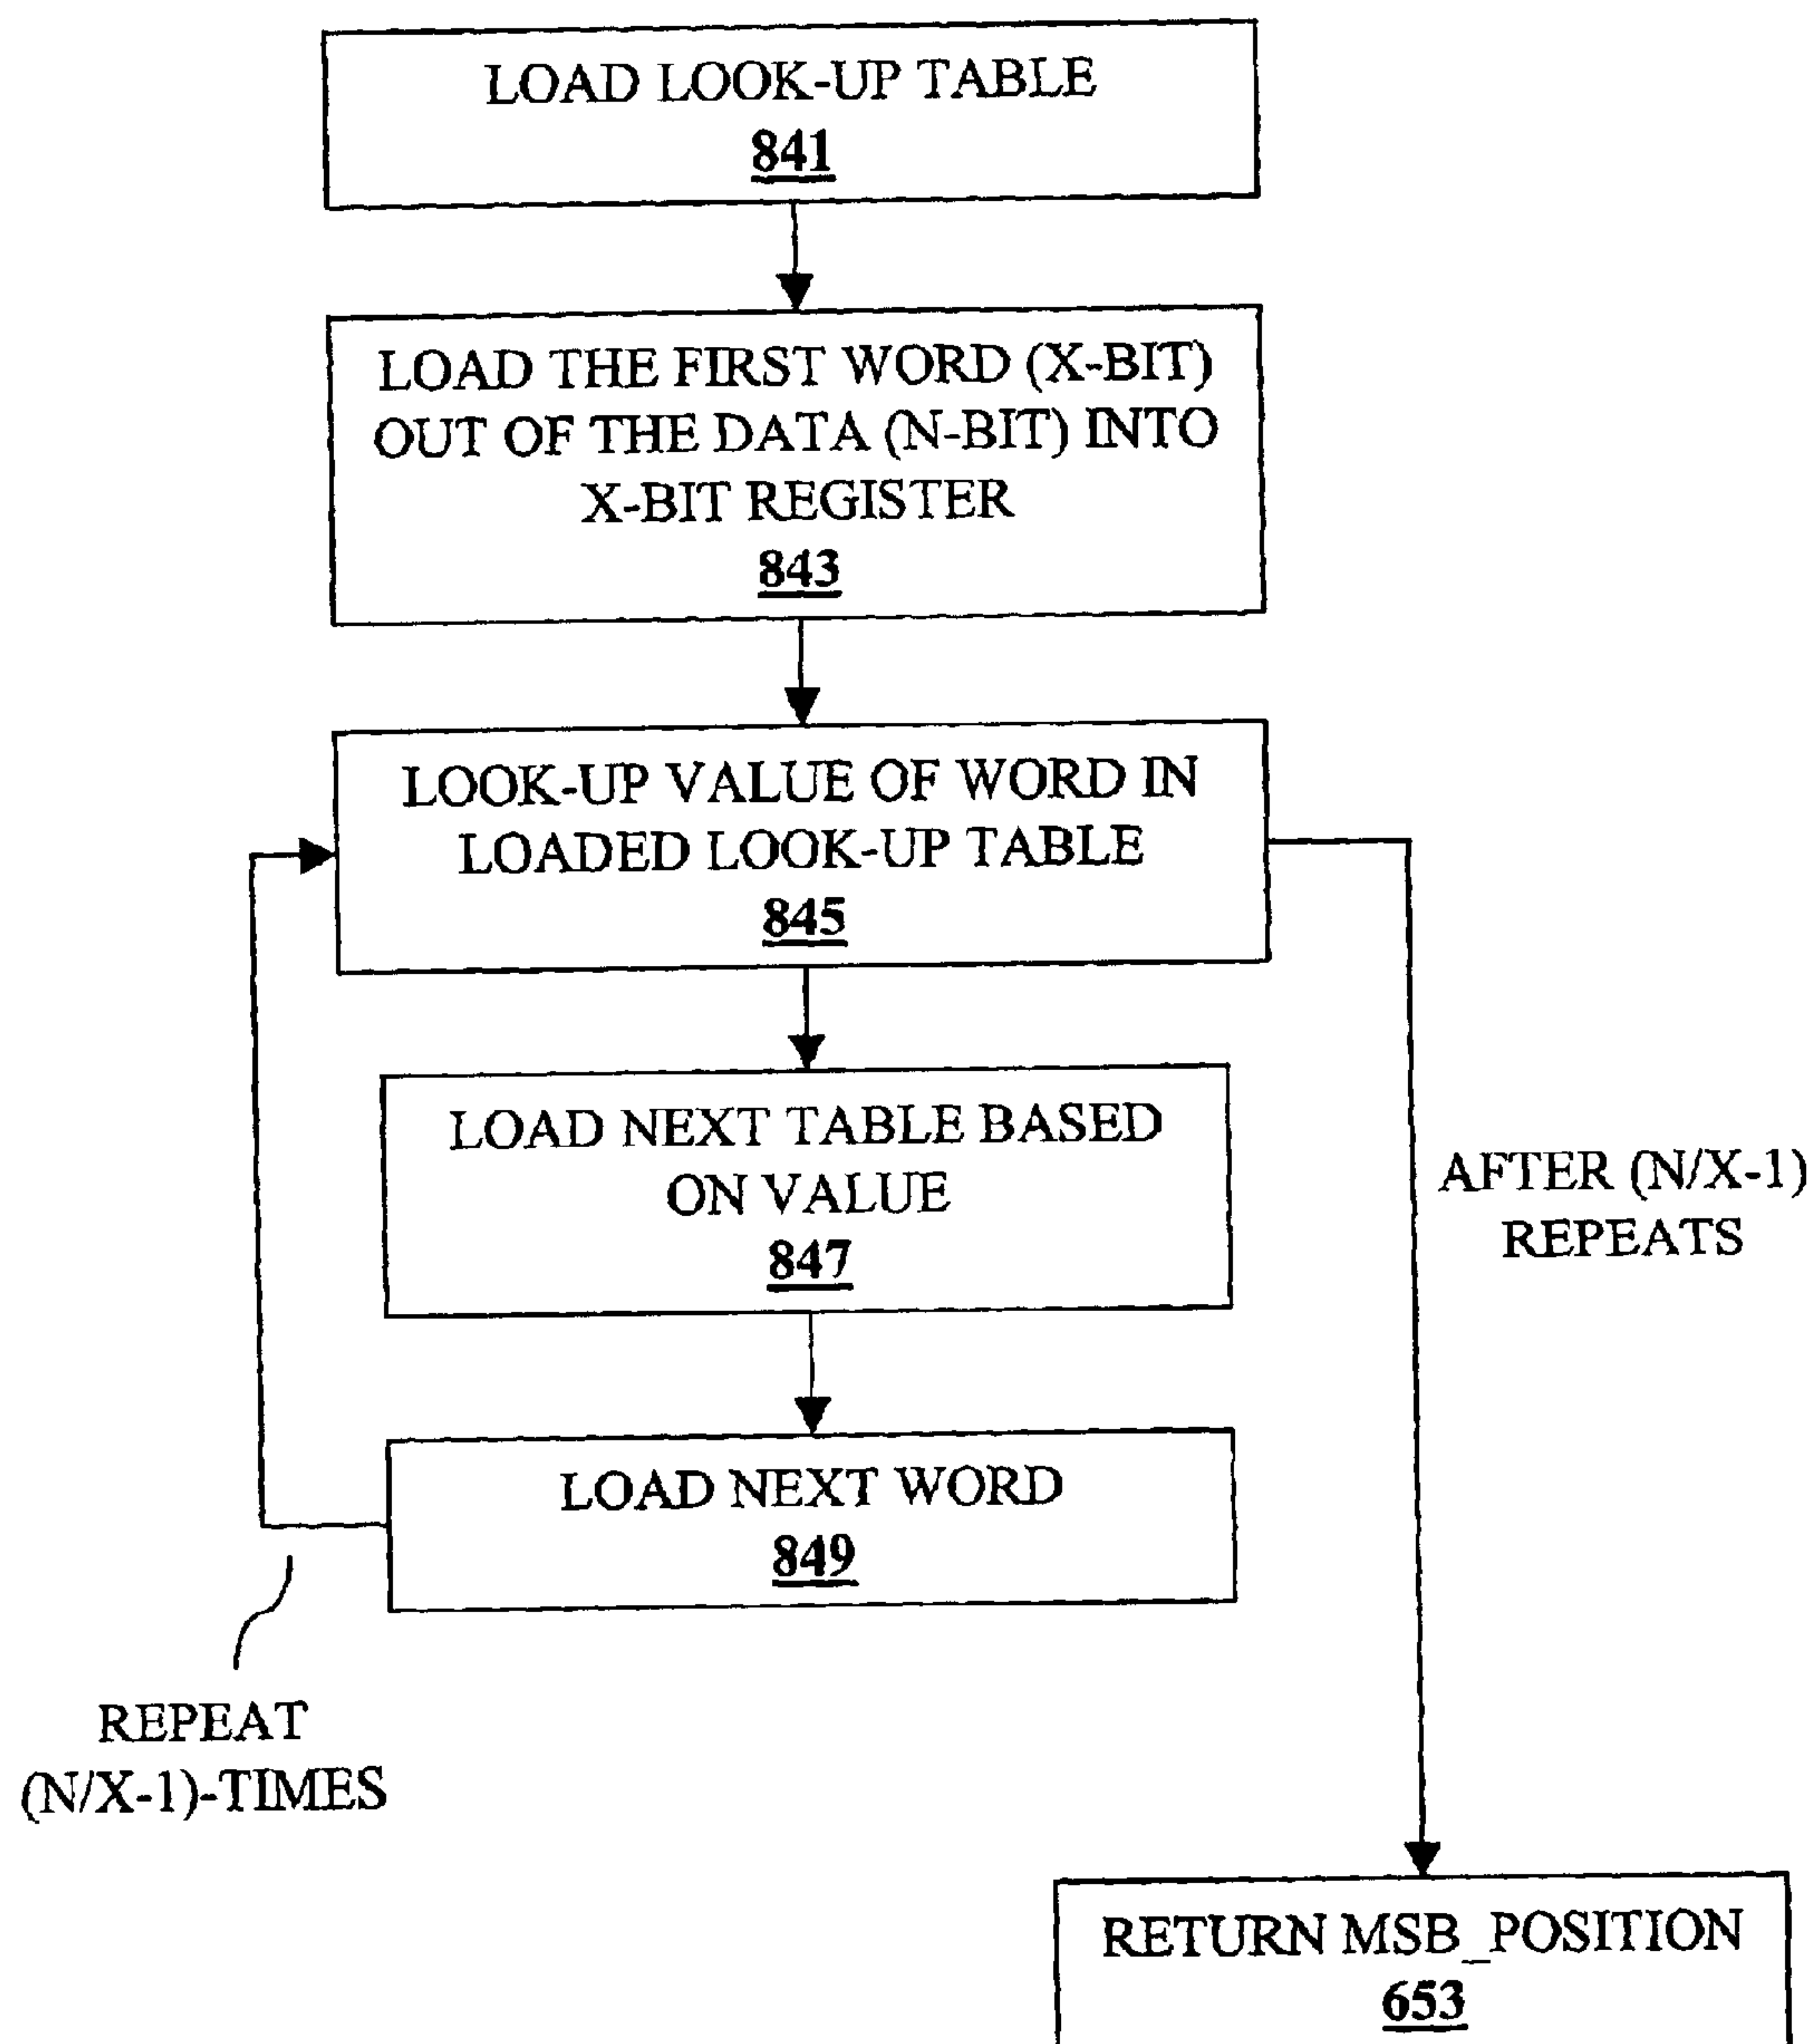 LOAD LOOK-UP TABLE
841
LOAD THE FIRST WORD (X-BIT)
OUT OF THE DATA (N-BIT) INTO
X-BIT REGISTER
843
LOOK-UP VALUE OF WORD IN
LOADED LOOK-UP TABLE
845
LOAD NEXT TABLE BASED
ON VALUE
847
AFTER (N/X-1)
REPEATS
LOAD NEXT WORD
849
REPEAT
(N/X-1)-TIMES
RETURN MSB_POSITION
653